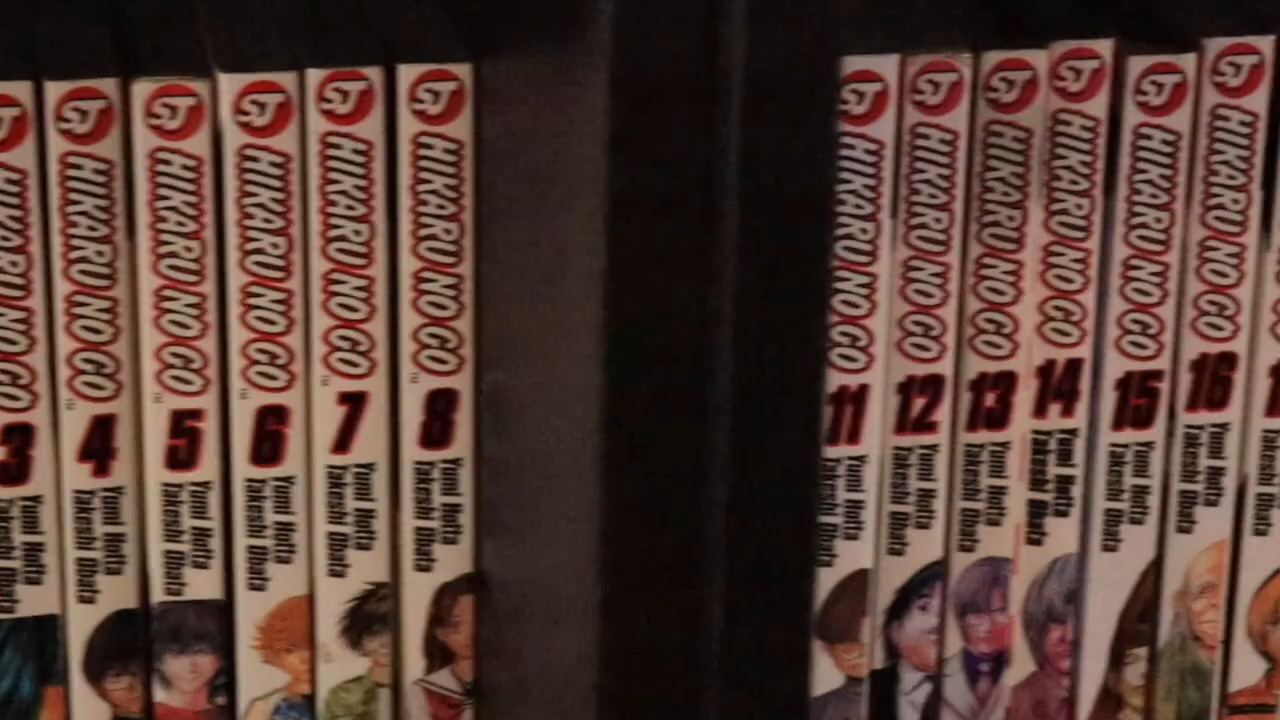 SJ HIKARU NO GO 3 Yumi Hotta Takeshi Obata
SJ HIKARU NO GO 4 Yumi Hotta Takeshi Obata
SJ HIKARU NO GO 5 Yumi Hotta Takeshi Obata
SJ HIKARU NO GO 6 Yumi Hotta Takeshi Obata
SJ HIKARU NO GO 7 Yumi Hotta Takeshi Obata
SJ HIKARU NO GO 8 Yumi Hotta Takeshi Obata
SJ HIKARU NO GO 11 Yumi Hotta Takeshi Obata
SJ HIKARU NO GO 12 Yumi Hotta Takeshi Obata
SJ HIKARU NO GO 13 Yumi Hotta Takeshi Obata
SJ HIKARU NO GO 14 Yumi Hotta Takeshi Obata
SJ HIKARU NO GO 15 Yumi Hotta Takeshi Obata
SJ HIKARU NO GO 16 Yumi Hotta Takeshi Obata